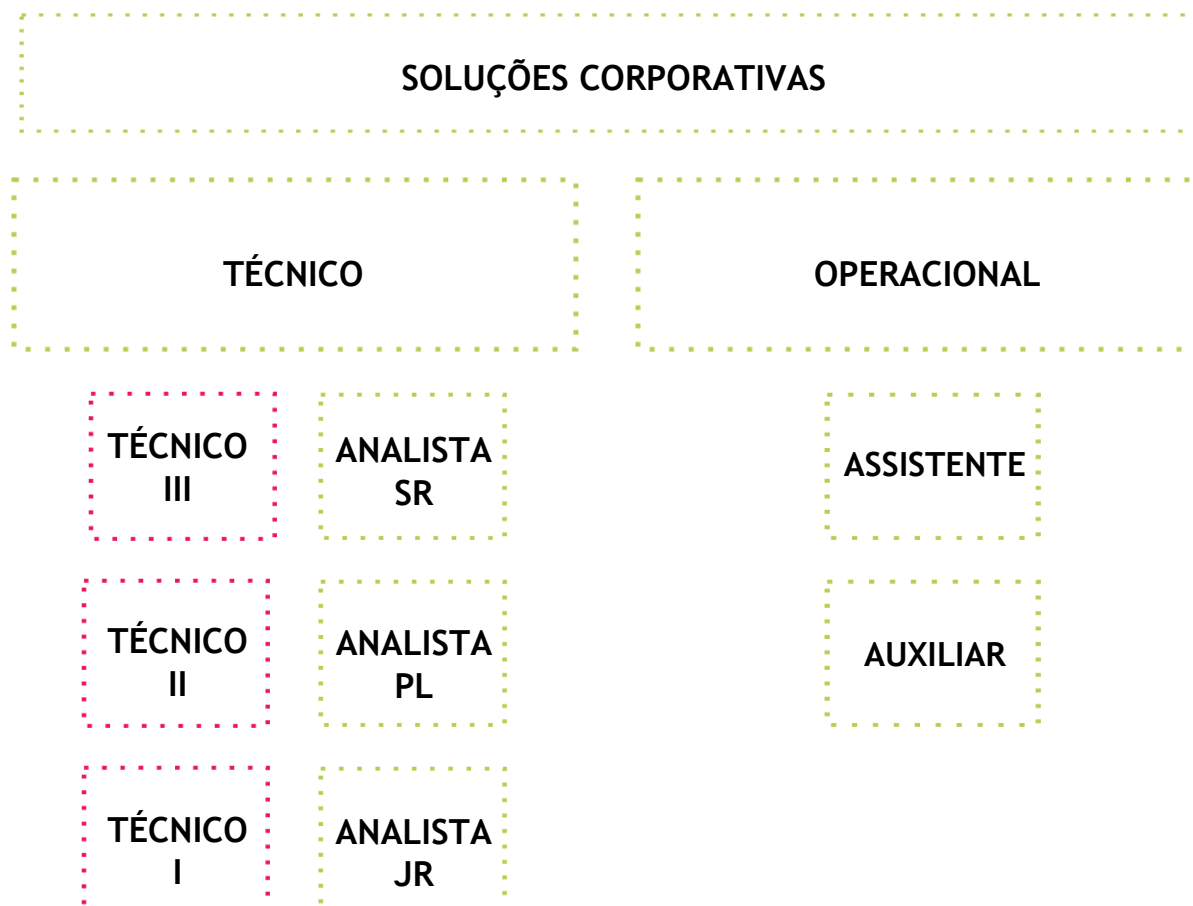 SOLUÇÕES CORPORATIVAS
TÉCNICO
OPERACIONAL
TÉCNICO
III
ANALISTA
SR
ASSISTENTE
TÉCNICO
II
ANALISTA
PL
AUXILIAR
TÉCNICO
I
ANALISTA
JR